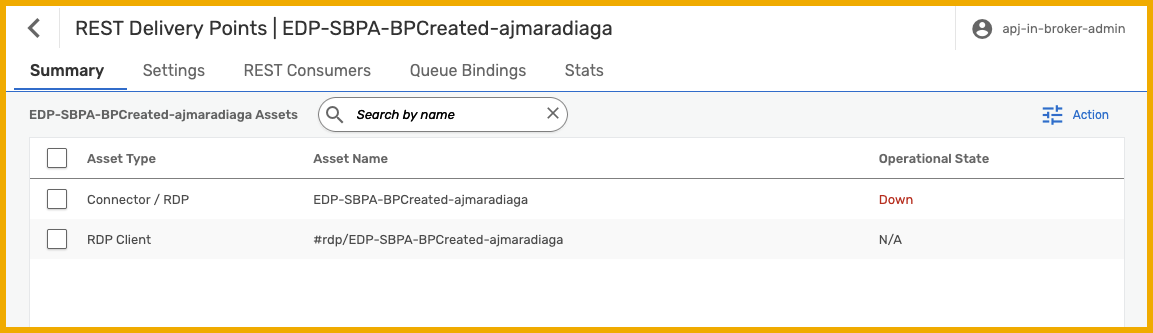 REST Delivery Points | EDP-SBPA-BPCreated-ajmaradiaga
apj-in-broker-admin
Summary Settings REST Consumers Queue Bindings Stats
EDP-SBPA-BPCreated-ajmaradiaga Assets Search by name Action
Asset Type Asset Name Operational State
Connector / RDP EDP-SBPA-BPCreated-ajmaradiaga Down
RDP Client #rdp/EDP-SBPA-BPCreated-ajmaradiaga N/A